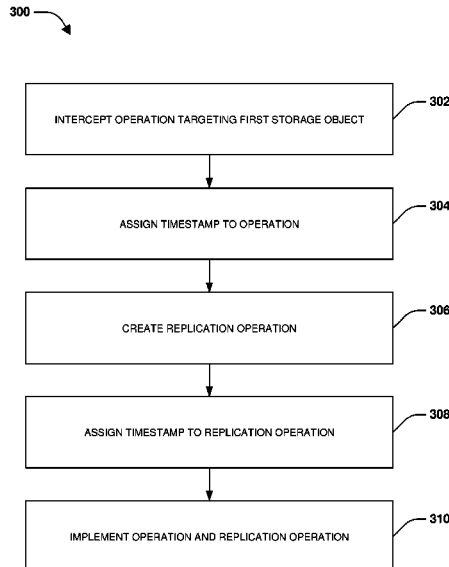 300
INTERCEPT OPERATION TARGETING FIRST STORAGE OBJECT
302
ASSIGN TIMESTAMP TO OPERATION
304
CREATE REPLICATION OPERATION
306
ASSIGN TIMESTAMP TO REPLICATION OPERATION
308
IMPLEMENT OPERATION AND REPLICATION OPERATION
310